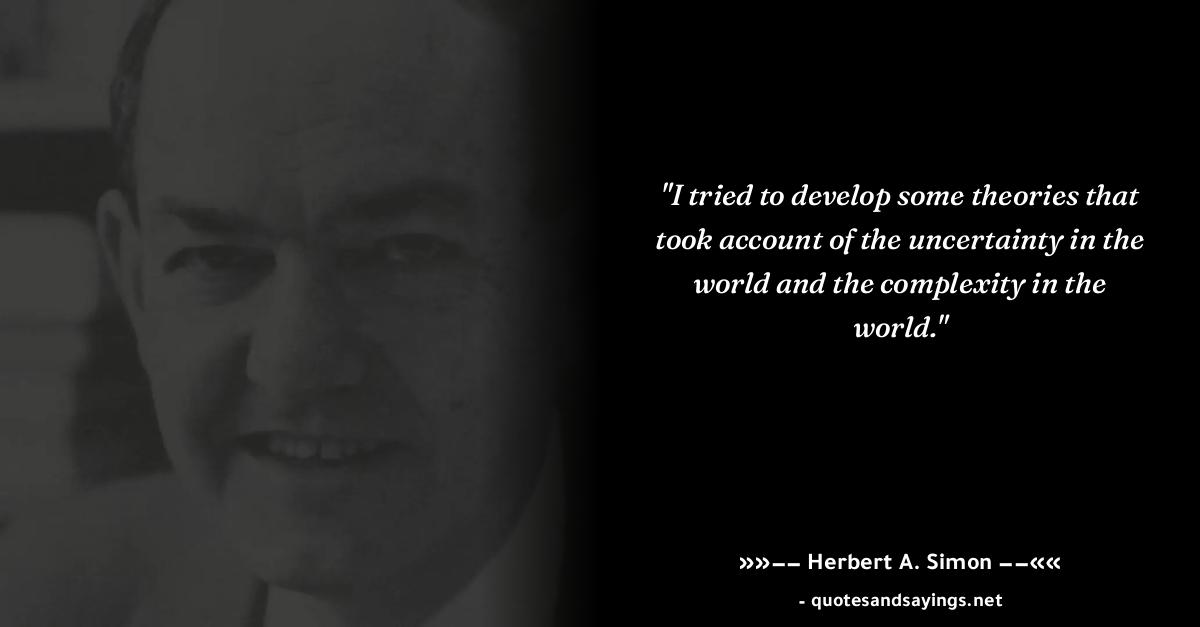 "I tried to develop some theories that
took account of the uncertainty in the
world and the complexity in the
world."
»»–– Herbert A. Simon ––««
- quotesandsayings.net